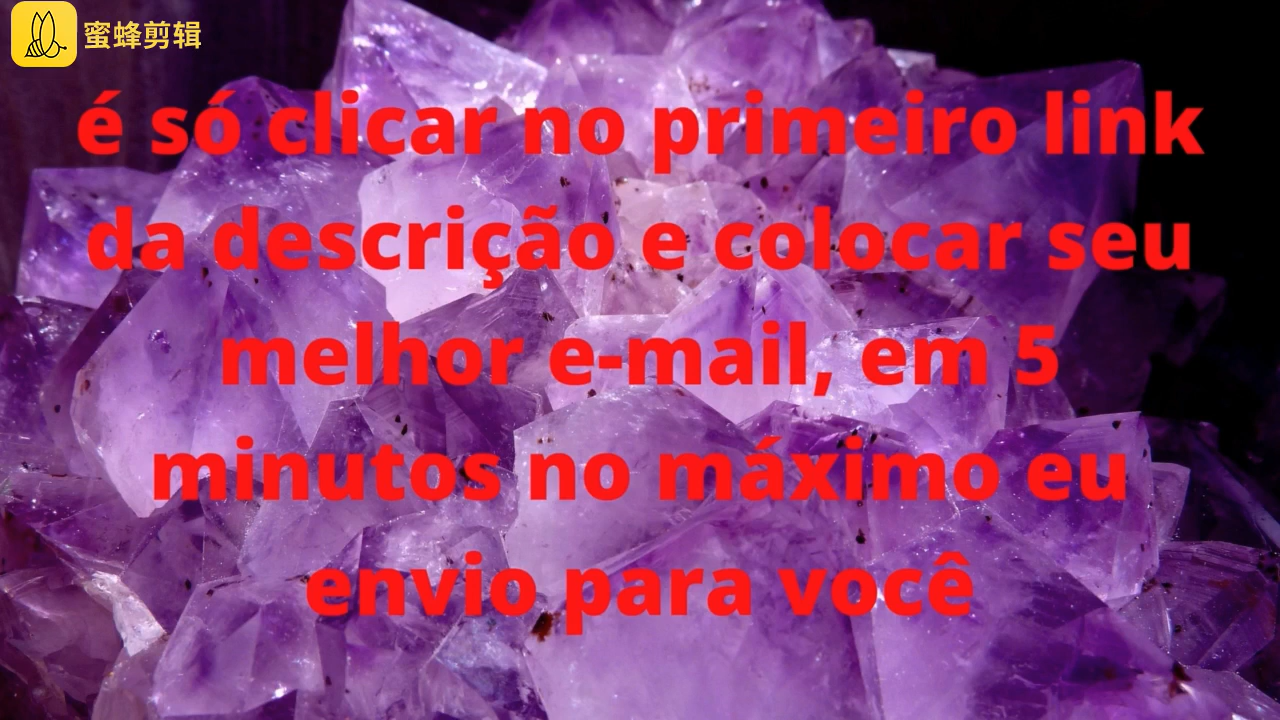 蜜蜂剪辑
é só clicar no primeiro link
da descrição e colocar seu
melhor e-mail, em 5
minutos no máximo eu
envio para você